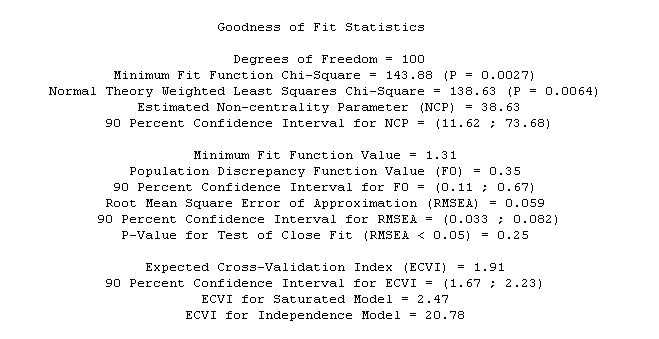 Goodness of Fit Statistics
Degrees of Freedom = 100
Minimum Fit Function Chi-Square = 143.88 (P = 0.0027)
Normal Theory Weighted Least Squares Chi-Square = 138.63 (P = 0.0064)
Estimated Non-centrality Parameter (NCP) = 38.63
90 Percent Confidence Interval for NCP = (11.62 ; 73.68)
Minimum Fit Function Value = 1.31
Population Discrepancy Function Value (F0) = 0.35
90 Percent Confidence Interval for F0 = (0.11 ; 0.67)
Root Mean Square Error of Approximation (RMSEA) = 0.059
90 Percent Confidence Interval for RMSEA = (0.033 ; 0.082)
P-Value for Test of Close Fit (RMSEA < 0.05) = 0.25
Expected Cross-Validation Index (ECVI) = 1.91
90 Percent Confidence Interval for ECVI = (1.67 ; 2.23)
ECVI for Saturated Model = 2.47
ECVI for Independence Model = 20.78